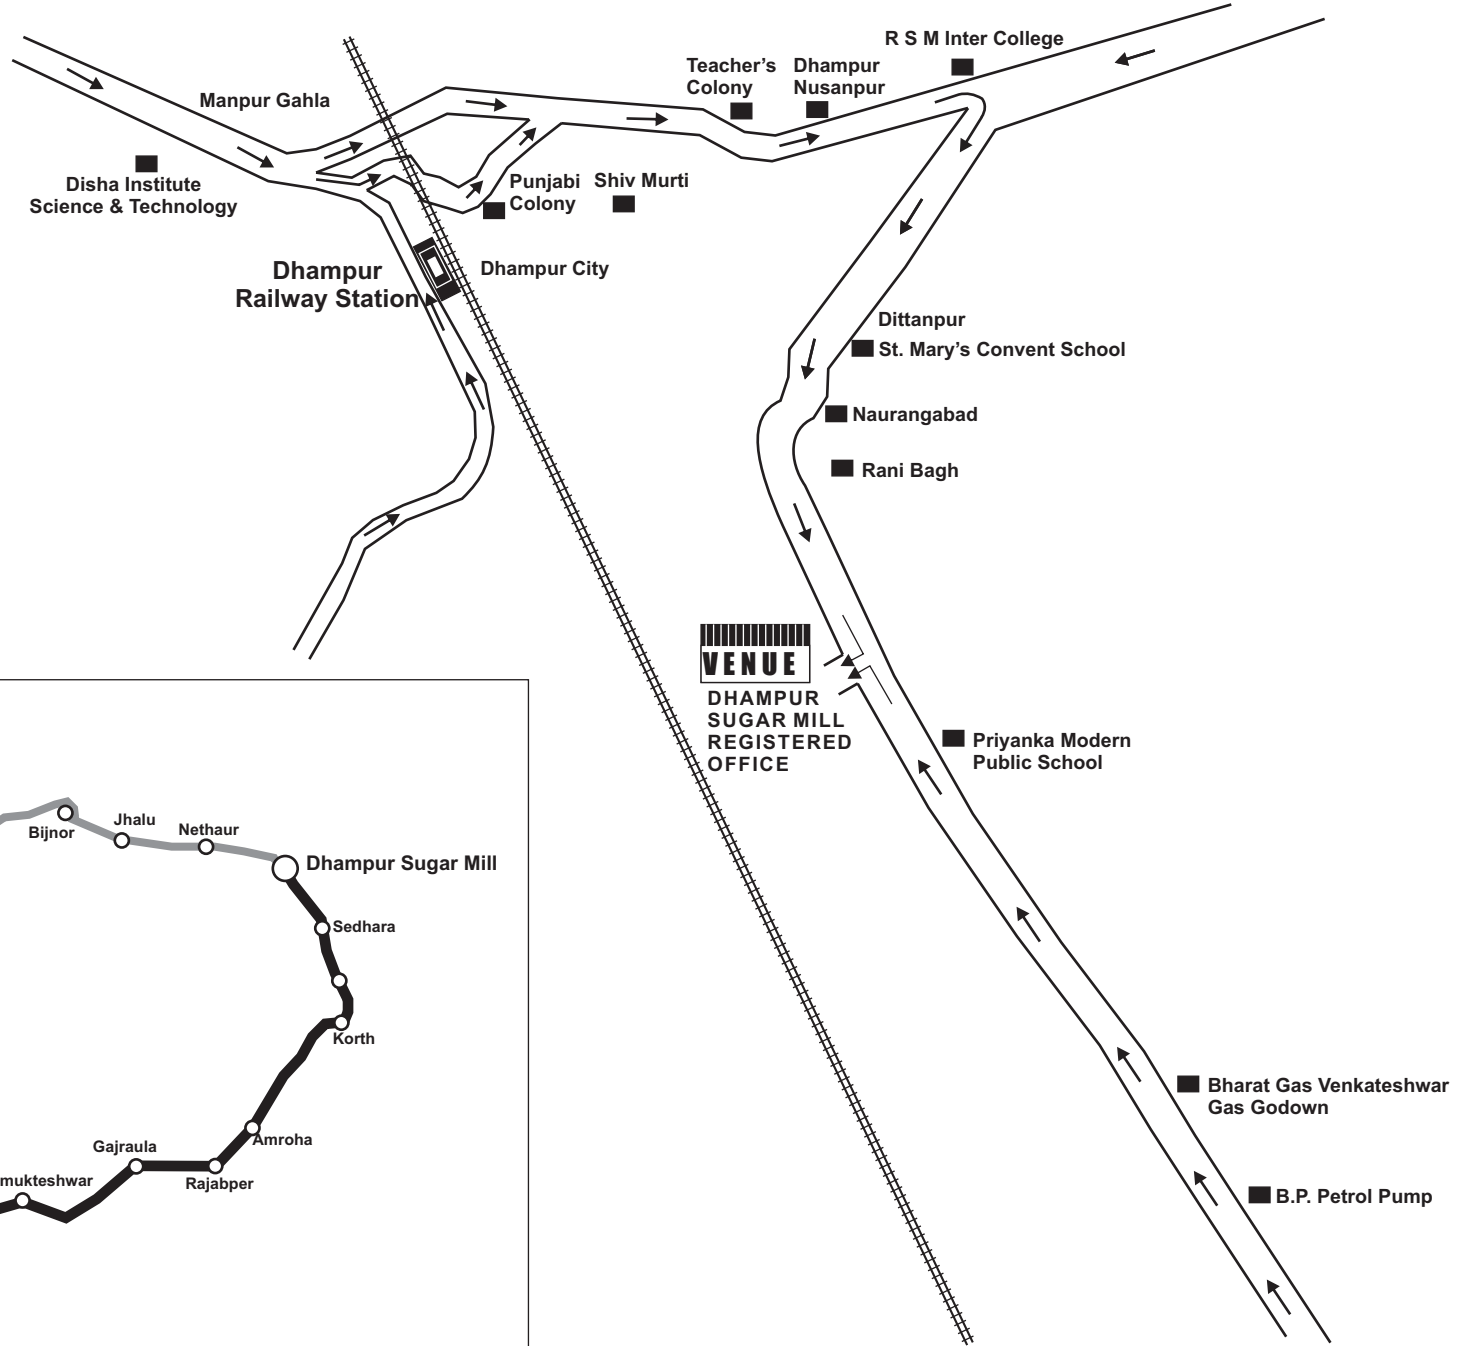 R S M Inter College
Teacher's
Colony
Dhampur
Nusanpur
Manpur Gahla
Disha Institute
Science & Technology
Punjabi
Colony
Shiv Murti
Dhampur
Railway Station
Dhampur City
Dittanpur
St. Mary's Convent School
Naurangabad
Rani Bagh
VENUE
DHAMPUR
SUGAR MILL
REGISTERED
OFFICE
Priyanka Modern
Public School
Bijnor
Jhalu
Nethaur
Dhampur Sugar Mill
Sedhara
Korth
Amroha
Gajraula
Rajabper
mukteshwar
Bharat Gas Venkateshwar
Gas Godown
B.P. Petrol Pump